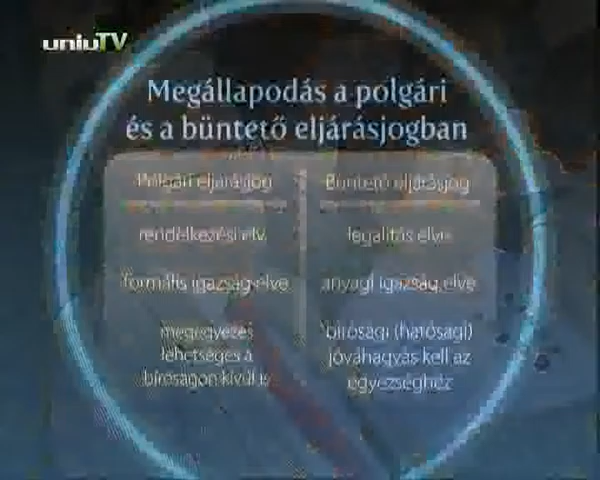 uniuTV
Megállapodás a polgári
és a büntető eljárásjogban
Polgári eljárásjog
Büntető eljárásjog
rendelkezési elv
legalitás elve
formális igazság elve
anyagi igazság elve
megegyezés
lehetséges a
bíróságon kívül is
bírósági (hatósági)
jóváhagyás kell az
egyezséghez